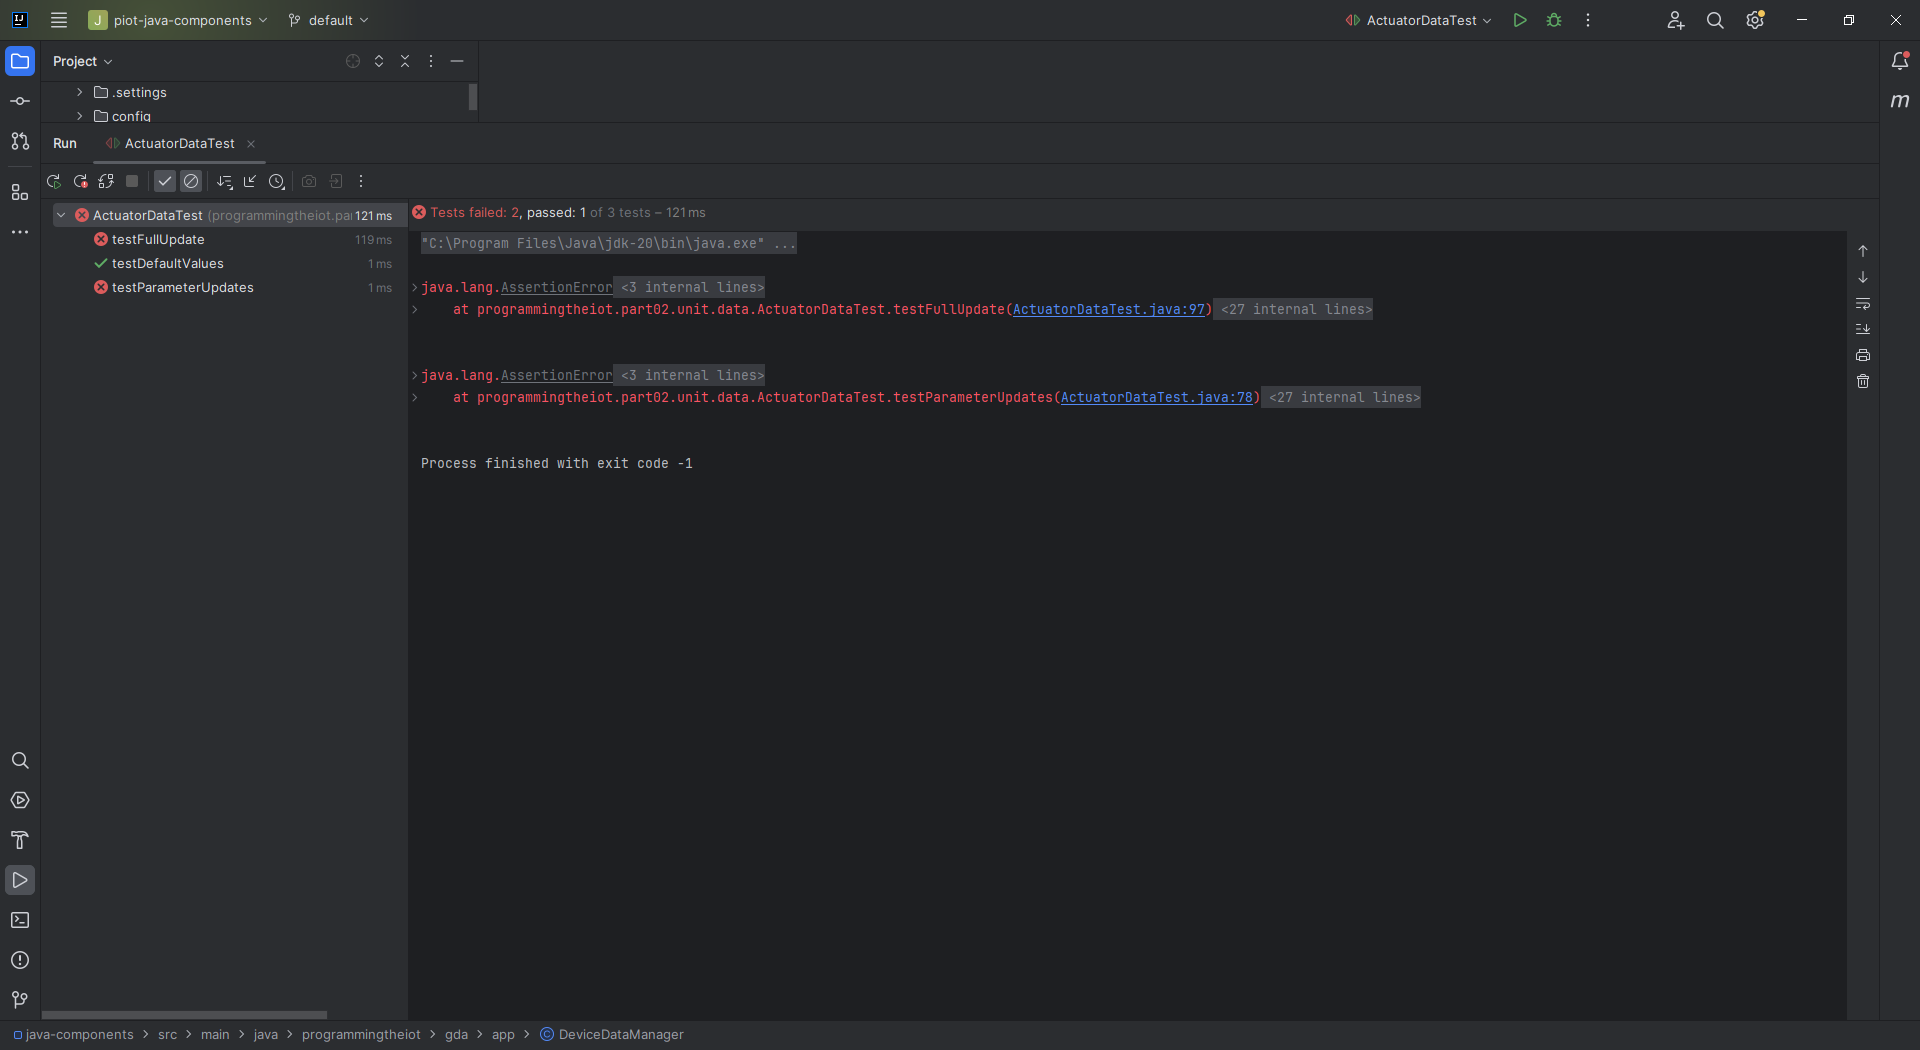 J piot-java-components default ActuatorDataTest
Project
.settings
config
Run ActuatorDataTest
ActuatorDataTest (programmingtheiot.pa 121 ms
testFullUpdate 119 ms
testDefaultValues 1 ms
testParameterUpdates 1 ms
Tests failed: 2, passed: 1 of 3 tests – 121 ms
"C:\Program Files\Java\jdk-20\bin\java.exe" ...
java.lang.AssertionError <3 internal lines>
at programmingtheiot.part02.unit.data.ActuatorDataTest.testFullUpdate(ActuatorDataTest.java:97) <27 internal lines>
java.lang.AssertionError <3 internal lines>
at programmingtheiot.part02.unit.data.ActuatorDataTest.testParameterUpdates(ActuatorDataTest.java:78) <27 internal lines>
Process finished with exit code -1
m
java-components > src > main > java > programmingtheiot > gda > app > DeviceDataManager